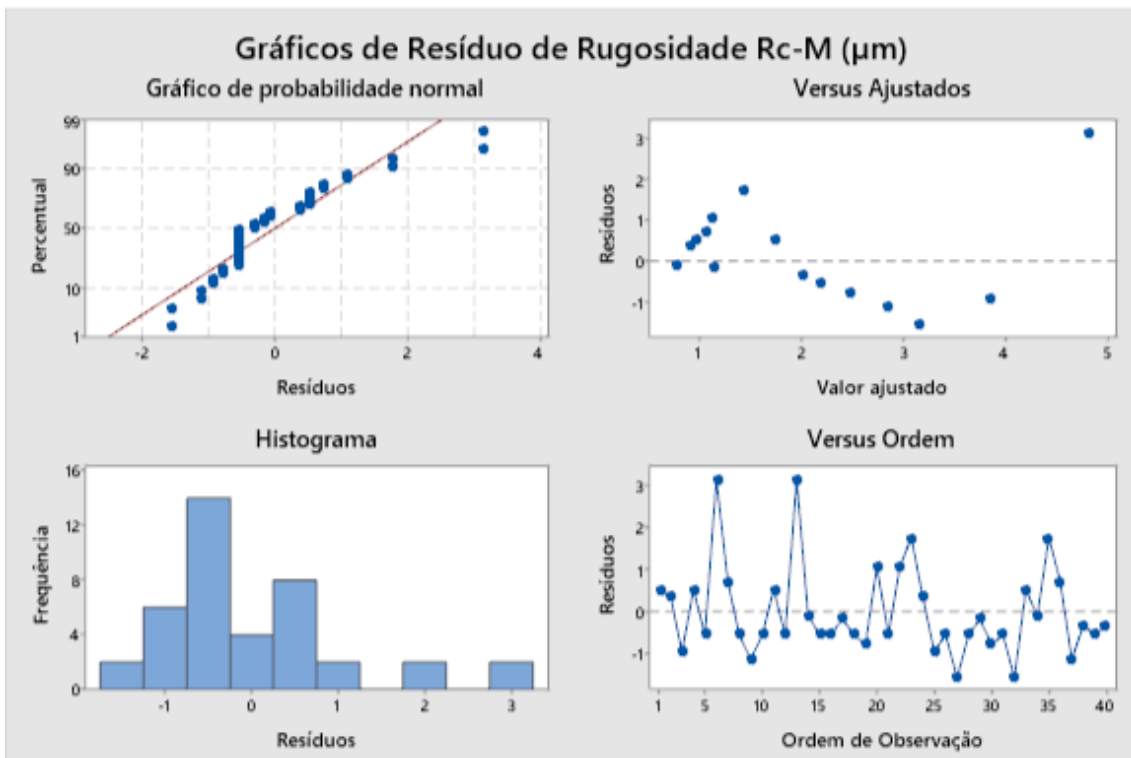 Gráficos de Resíduo de Rugosidade Rc-M (µm)
Gráfico de probabilidade normal
Percentual
99
90
50
10
1
-2 0 2 4
Resíduos
Versus Ajustados
Resíduos
3
2
1
0
-1
1 2 3 4 5
Valor ajustado
Histograma
Frequência
16
12
8
4
0
-1 0 1 2 3
Resíduos
Versus Ordem
Resíduos
3
2
1
0
-1
1 5 10 15 20 25 30 35 40
Ordem de Observação